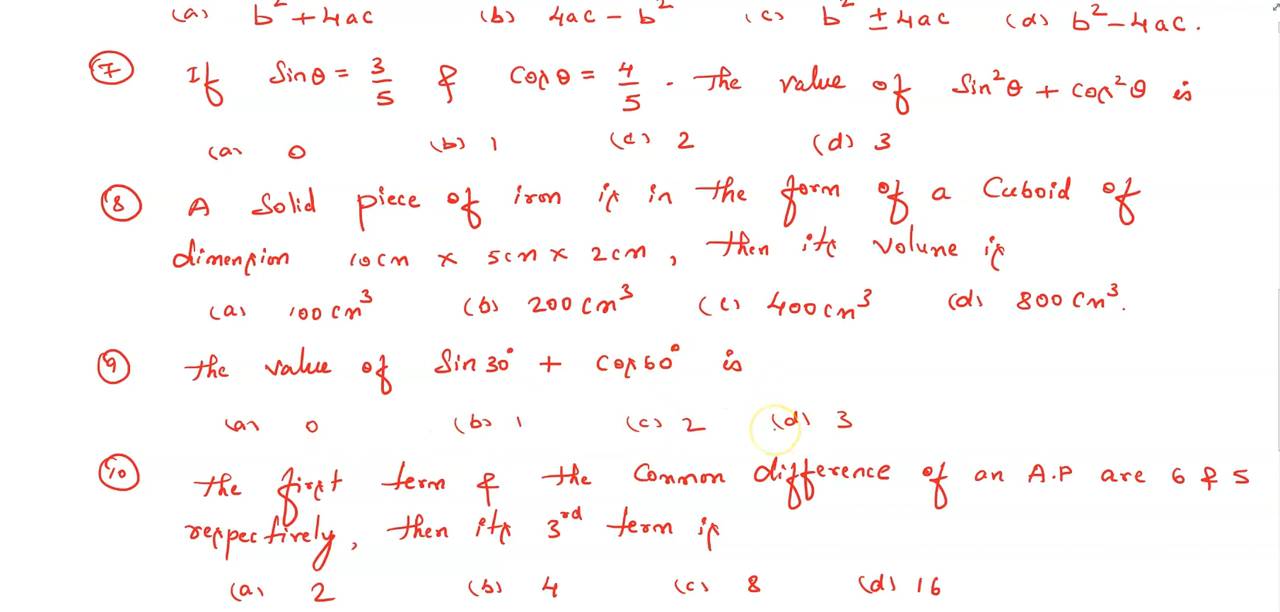 (a) b² + 4ac (b) 4ac - b² (c) b² ± 4ac (d) b² - 4ac.
(7) If Sinθ = 3/5 & Cosθ = 4/5 . The value of Sin²θ + Cos²θ is
(a) 0 (b) 1 (c) 2 (d) 3
(8) A Solid piece of iron is in the form of a Cuboid of
dimension 10cm × 5cm × 2cm, then its volume is
(a) 100 cm³ (b) 200 cm³ (c) 400cm³ (d) 800 cm³.
(9) The value of Sin 30° + Cos 60° is
(a) 0 (b) 1 (c) 2 (d) 3
(10) The first term & the Common difference of an A.P are 6 & 5
respectively, then its 3rd term is
(a) 2 (b) 4 (c) 8 (d) 16